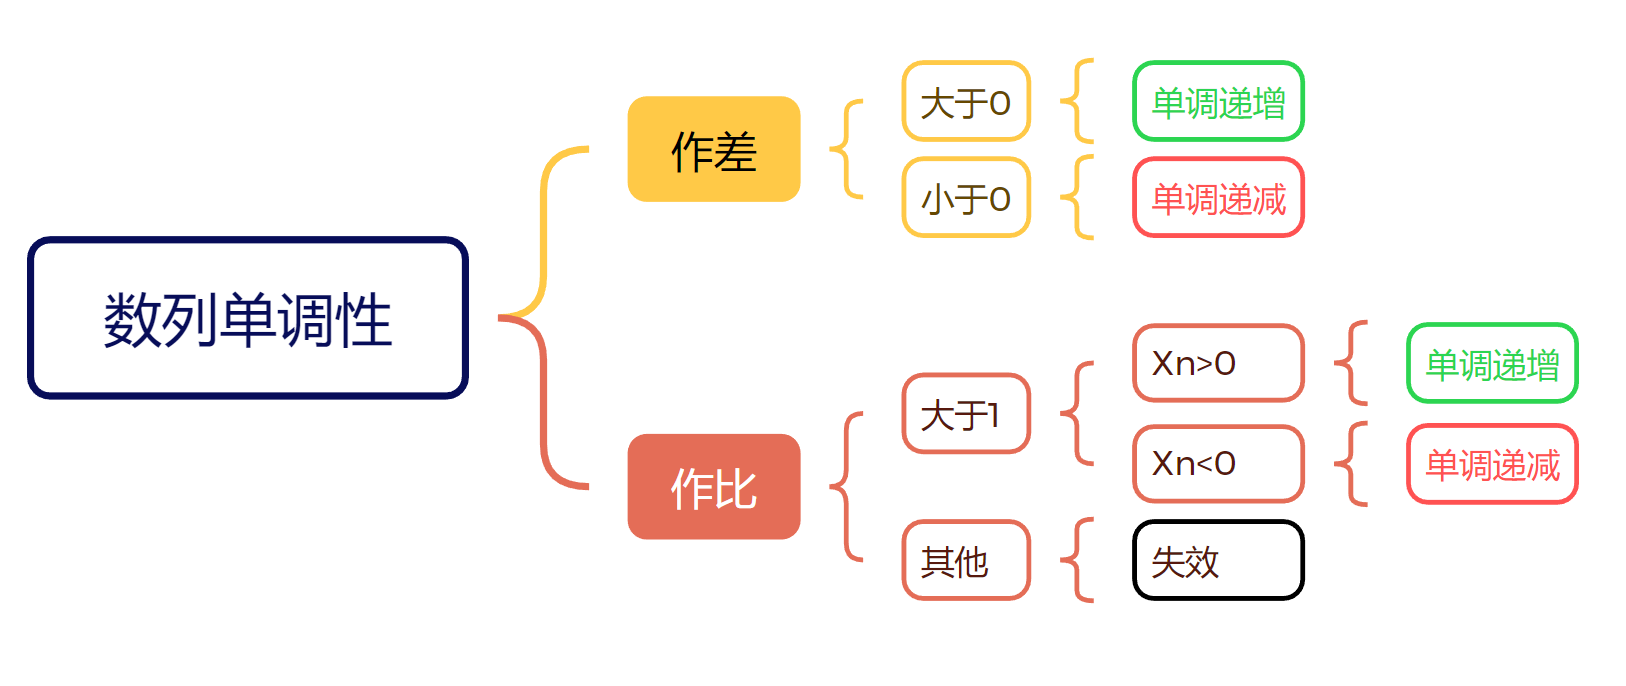 数列单调性
作差
大于0
单调递增
小于0
单调递减
作比
大于1
Xn>0
单调递增
Xn<0
单调递减
其他
失效